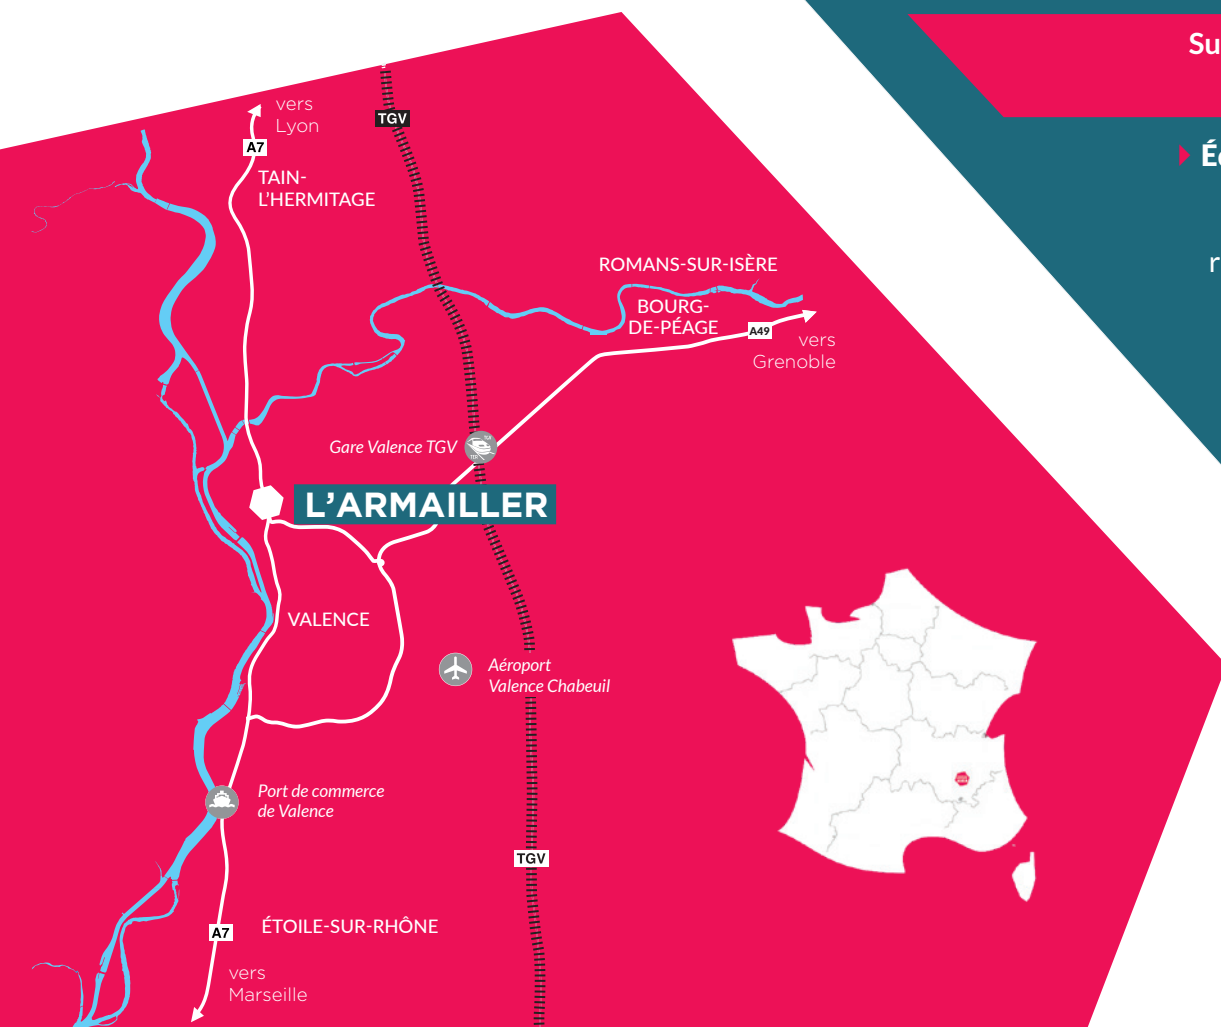 Su
vers
Lyon
TGV
A7
Éc
TAIN-
L'HERMITAGE
r
ROMANS-SUR-ISÈRE
BOURG-
DE-PÉAGE
A49
vers
Grenoble
Gare Valence TGV
L'ARMAILLER
VALENCE
Aéroport
Valence Chabeuil
Port de commerce
de Valence
TGV
A7
ÉTOILE-SUR-RHÔNE
vers
Marseille